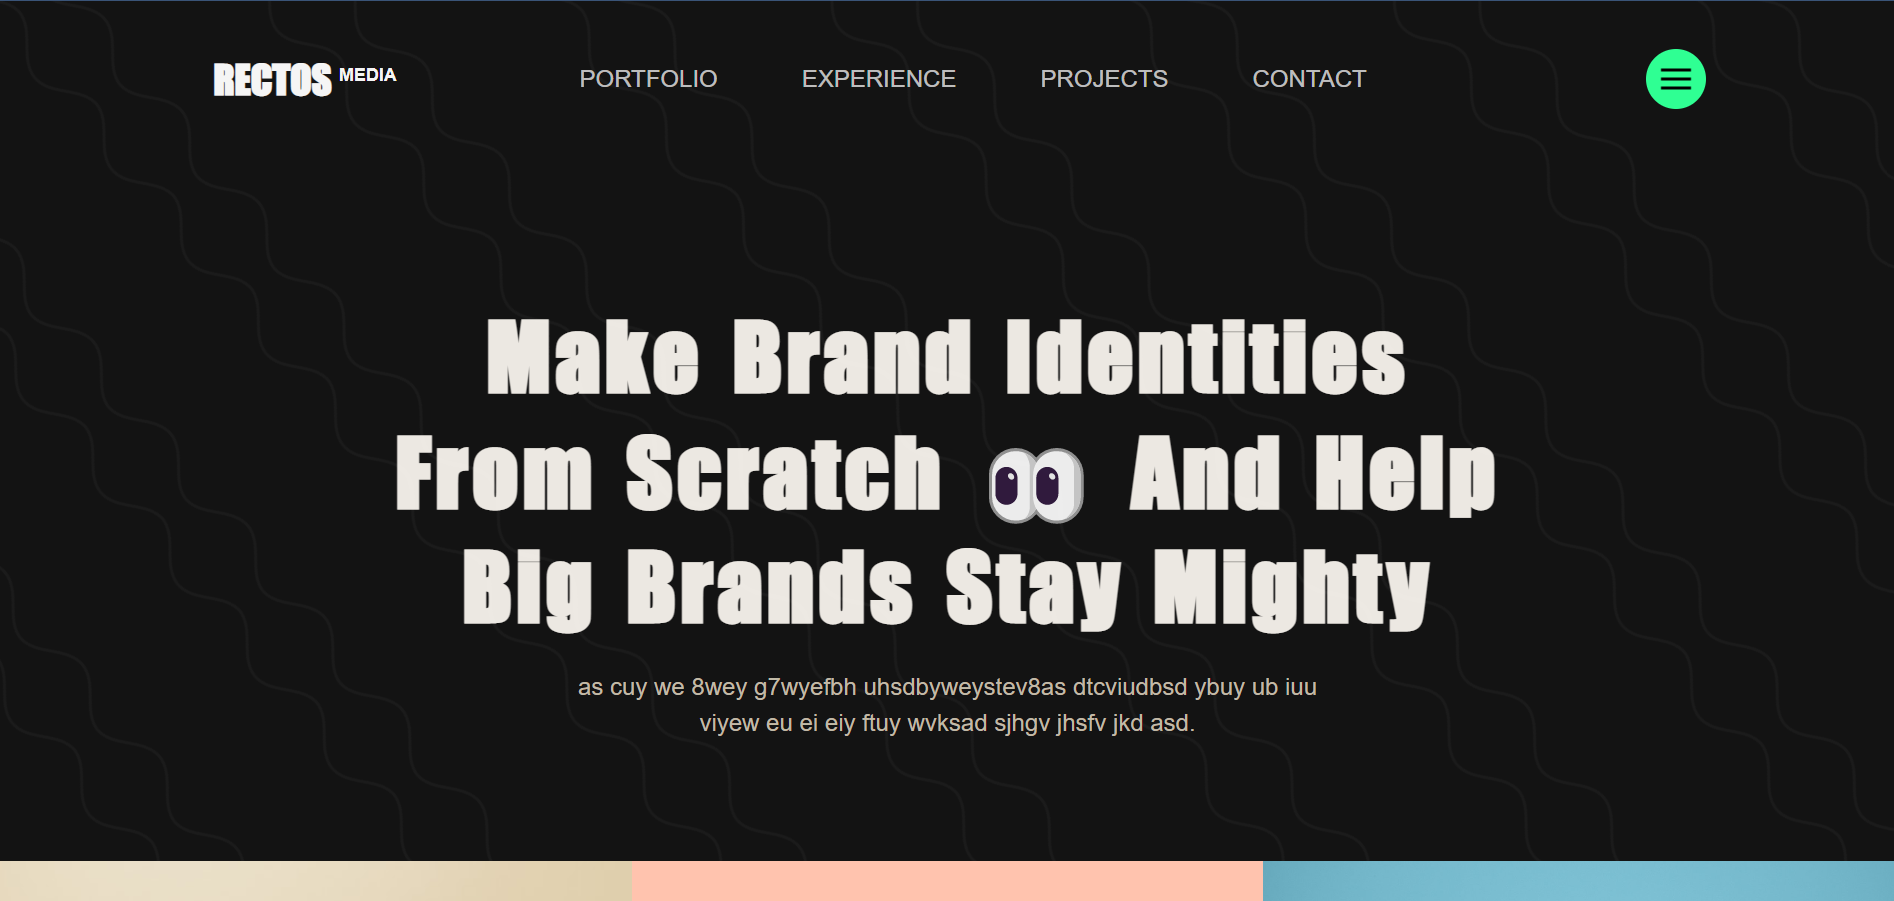 RECTOS MEDIA
PORTFOLIO EXPERIENCE PROJECTS CONTACT
Make Brand Identities
From Scratch 👀 And Help
Big Brands Stay Mighty
as cuy we 8wey g7wyefbh uhsdbyweystev8as dtcviudbsd ybuy ub iuu
viyew eu ei eiy ftuy wvksad sjhgv jhsfv jkd asd.